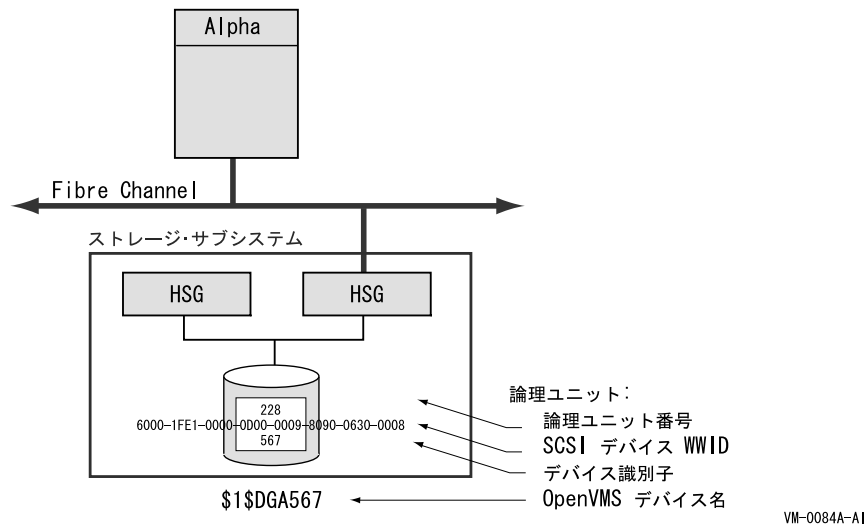 Alpha
Fibre Channel
ストレージ・サブシステム
HSG
HSG
228
6000-1FE1-0000-0D00-0009-8090-0630-0008
567
論理ユニット:
論理ユニット番号
SCSI デバイス WWID
デバイス識別子
$1$DGA567
OpenVMS デバイス名
VM-0084A-AI